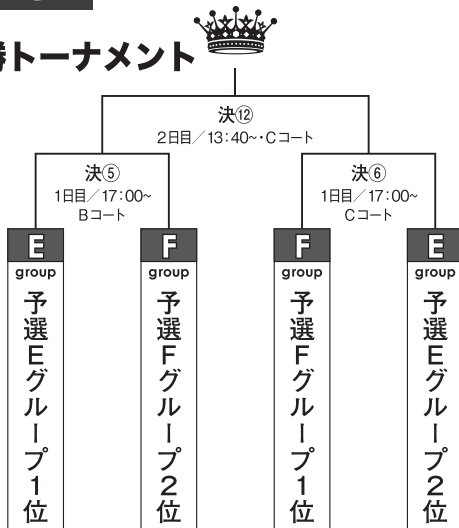 勝トーナメント
決⑫
2日目/13:40~・Cコート
決⑤
1日目/17:00~
Bコート
決⑥
1日目/17:00~
Cコート
E
group
予選Eグループ1位
F
group
予選Fグループ2位
F
group
予選Fグループ1位
E
group
予選Eグループ2位